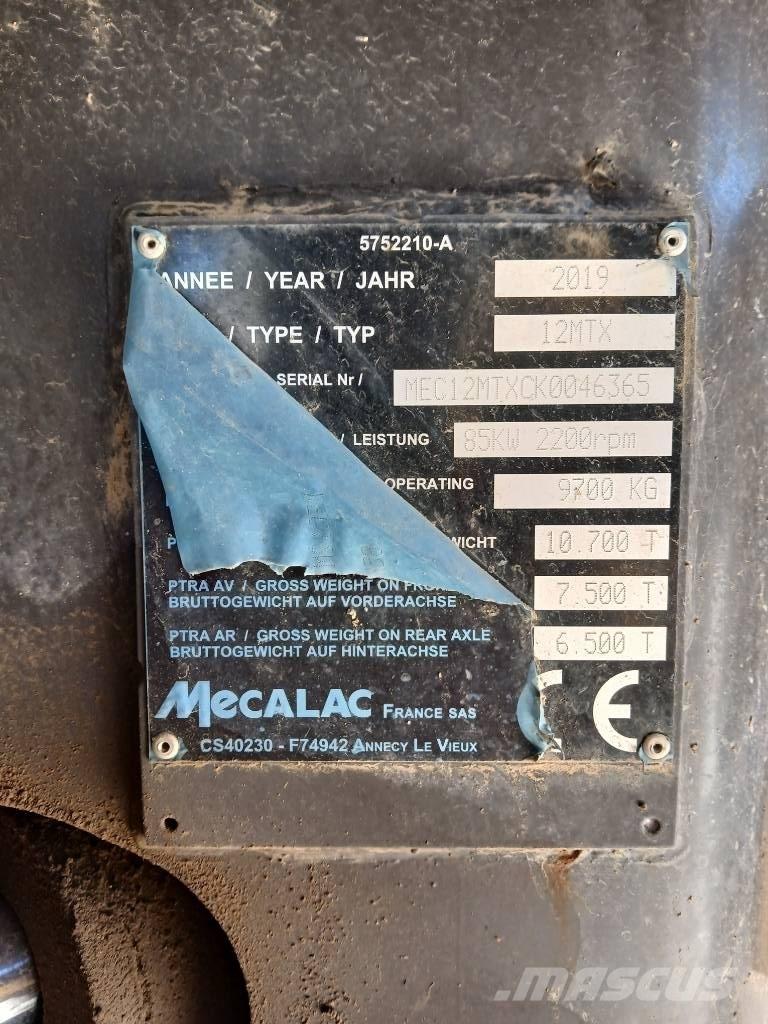 5752210-A
ANNEE / YEAR / JAHR 2019
/ TYPE / TYP 12MTX
SERIAL Nr / MEC12MTXCK0046365
/ LEISTUNG 85KW 2200rpm
OPERATING 9700 KG
WICHT 10.700 T
PTRA AV / GROSS WEIGHT ON 7.500 T
BRUTTOGEWICHT AUF VORDERACHSE
PTRA AR / GROSS WEIGHT ON REAR AXLE 6.500 T
BRUTTOGEWICHT AUF HINTERACHSE
MECALAC FRANCE SAS CE
CS40230 - F74942 ANNECY LE VIEUX
MASCUS